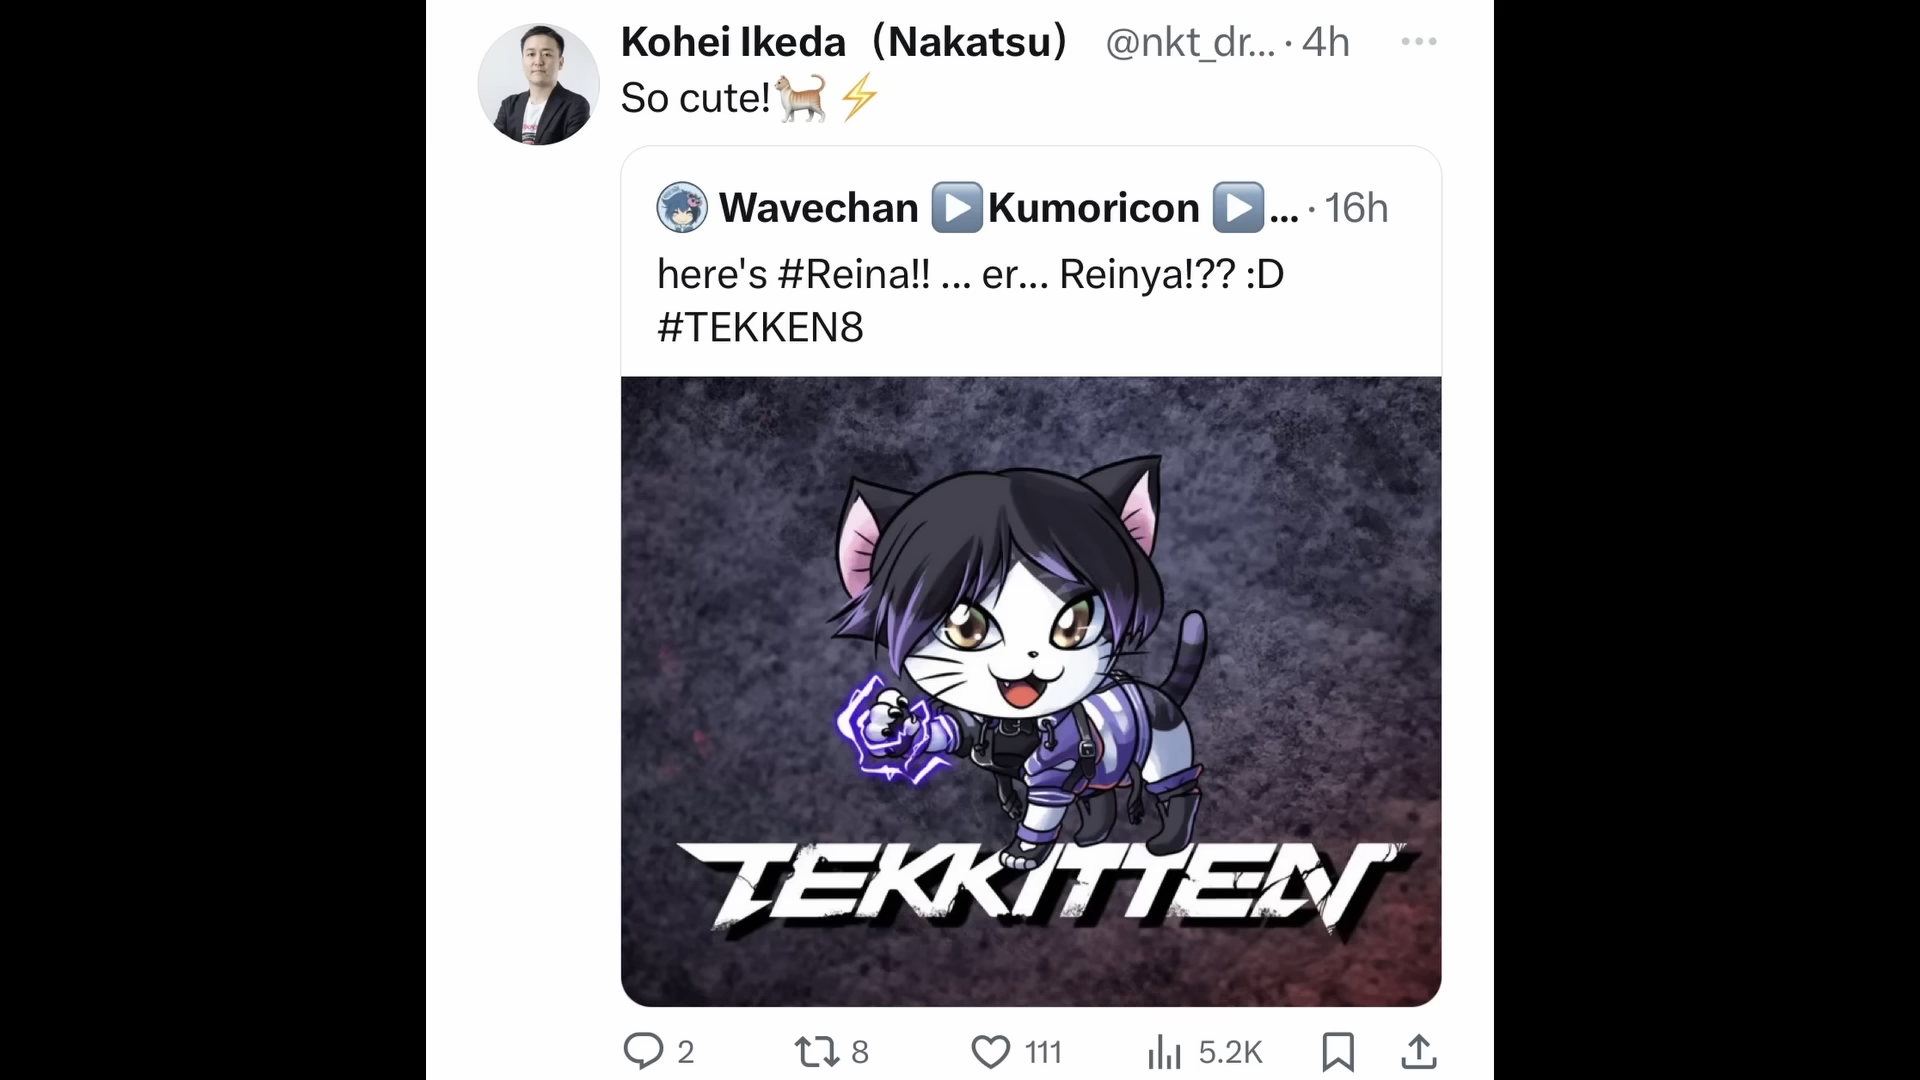 Kohei Ikeda（Nakatsu） @nkt_dr... · 4h
So cute!🐈⚡
Wavechan ▶️Kumoricon ▶️... · 16h
here's #Reina!! ... er... Reinya!?? :D
#TEKKEN8
TEKKITTEN
2 8 111 5.2K